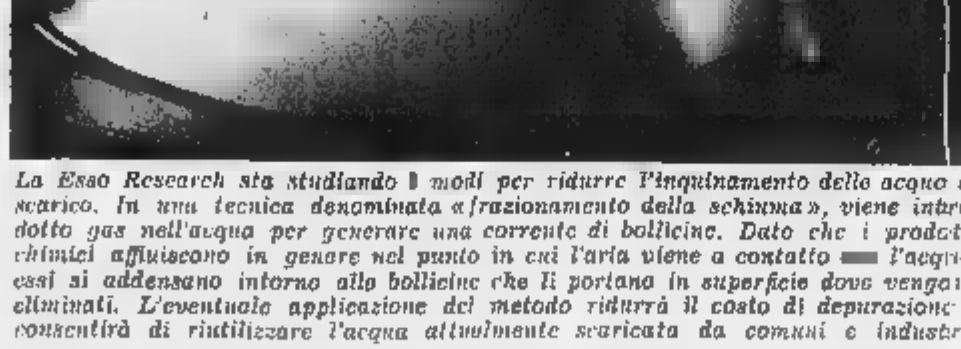 La Esso Research sta studiando modi per ridurre l'inquinamento delle acque
scarico. In una tecnica denominata «frazionamento della schiuma», viene intro
dotto gas nell'acqua per generare una corrente di bollicine. Dato che i prodot
chimici affluiscono in genere nel punto in cui l'aria viene a contatto l'acqu
essi si addensano intorno alle bollicine che li portano in superficie dove vengon
eliminati. L'eventuale applicazione del metodo ridurrà il costo di depurazione
consentirà di riutilizzare l'acqua attualmente scaricata da comuni e industr